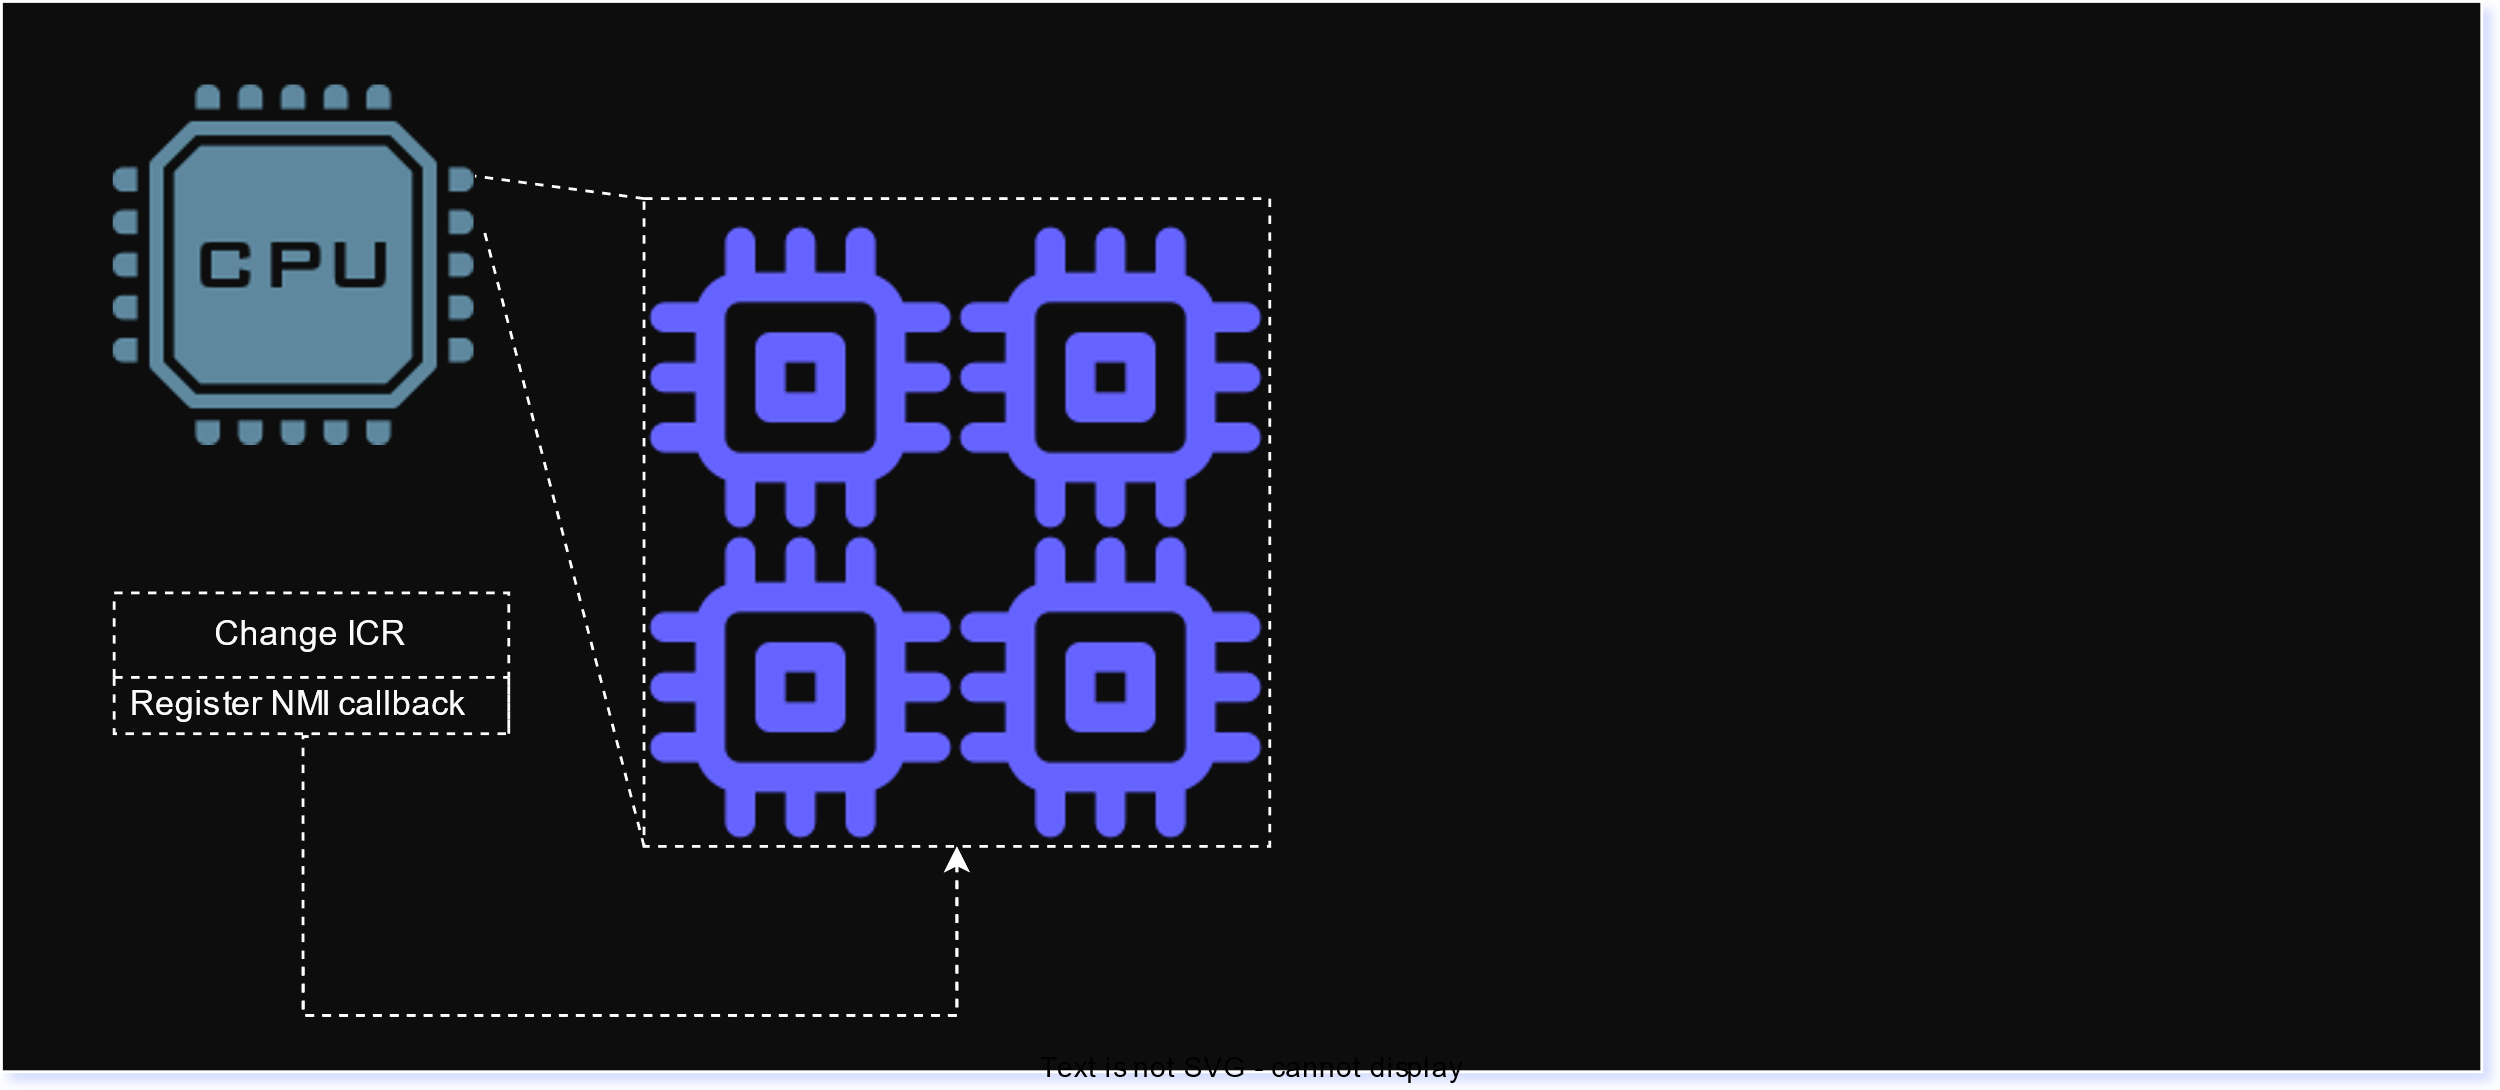 CPU
Change ICR
Register NMI callback
Text is not SVG - cannot display